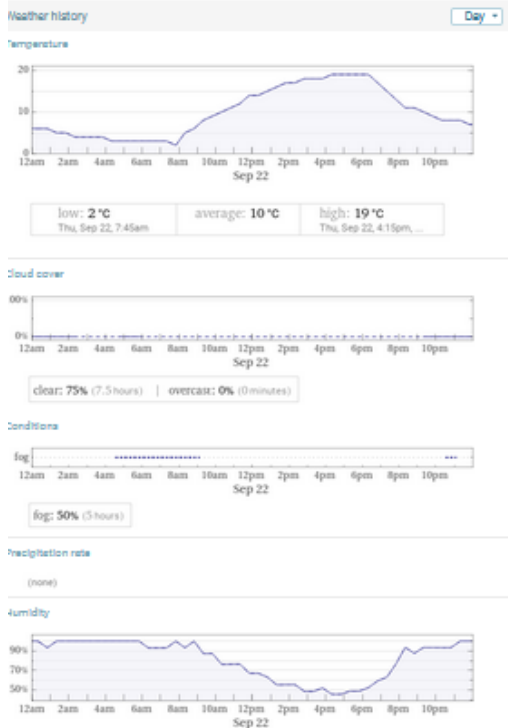 Weather history
Day
Temperature
20
10
0
12am 2am 4am 6am 8am 10am 12pm 2pm 4pm 6pm 8pm 10pm
Sep 22
low: 2 °C
Thu, Sep 22, 7:45am
average: 10 °C
high: 19 °C
Thu, Sep 22, 4:15pm, ...
Cloud cover
00%
0%
12am 2am 4am 6am 8am 10am 12pm 2pm 4pm 6pm 8pm 10pm
Sep 22
clear: 75% (7.5 hours) | overcast: 0% (0 minutes)
Conditions
fog
12am 2am 4am 6am 8am 10am 12pm 2pm 4pm 6pm 8pm 10pm
Sep 22
fog: 50% (5 hours)
Precipitation rate
(none)
Humidity
90%
70%
50%
12am 2am 4am 6am 8am 10am 12pm 2pm 4pm 6pm 8pm 10pm
Sep 22